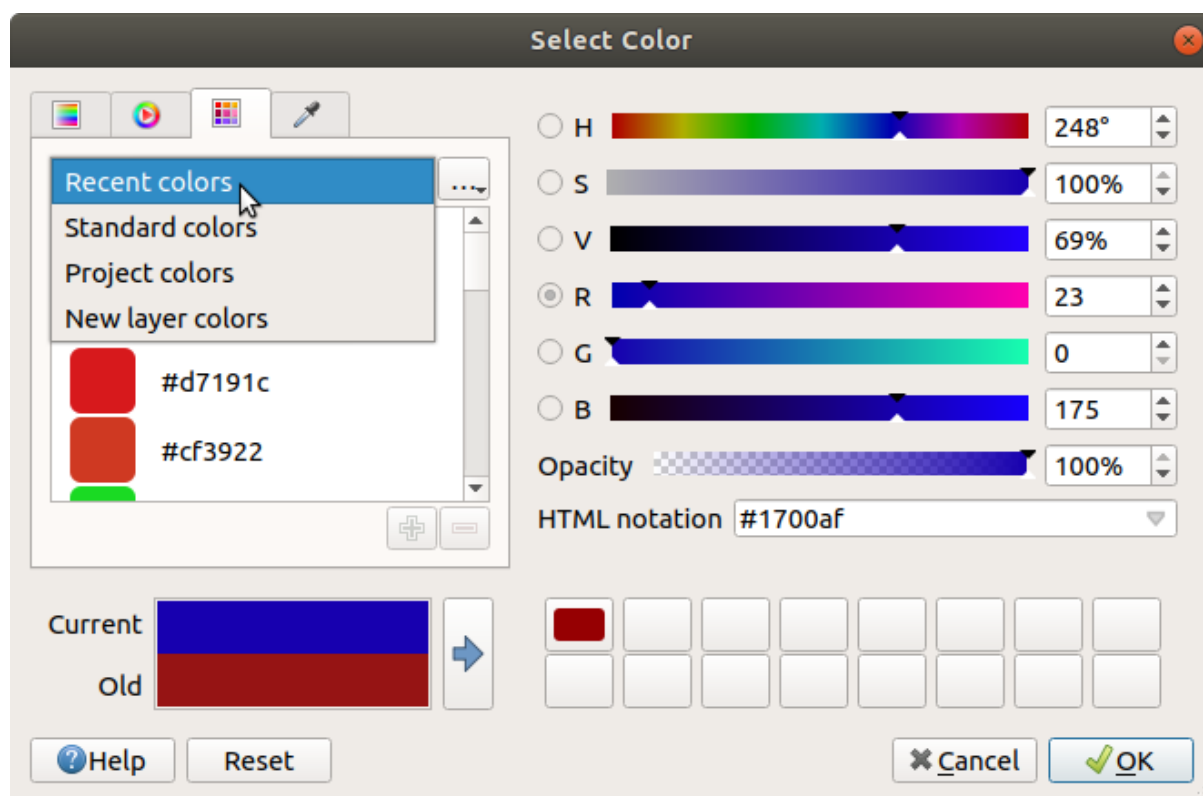 Select Color
Recent colors
...
Standard colors
Project colors
New layer colors
#d7191c
#cf3922
H 248°
S 100%
V 69%
R 23
G 0
B 175
Opacity 100%
HTML notation #1700af
Current
Old
Help
Reset
Cancel
OK